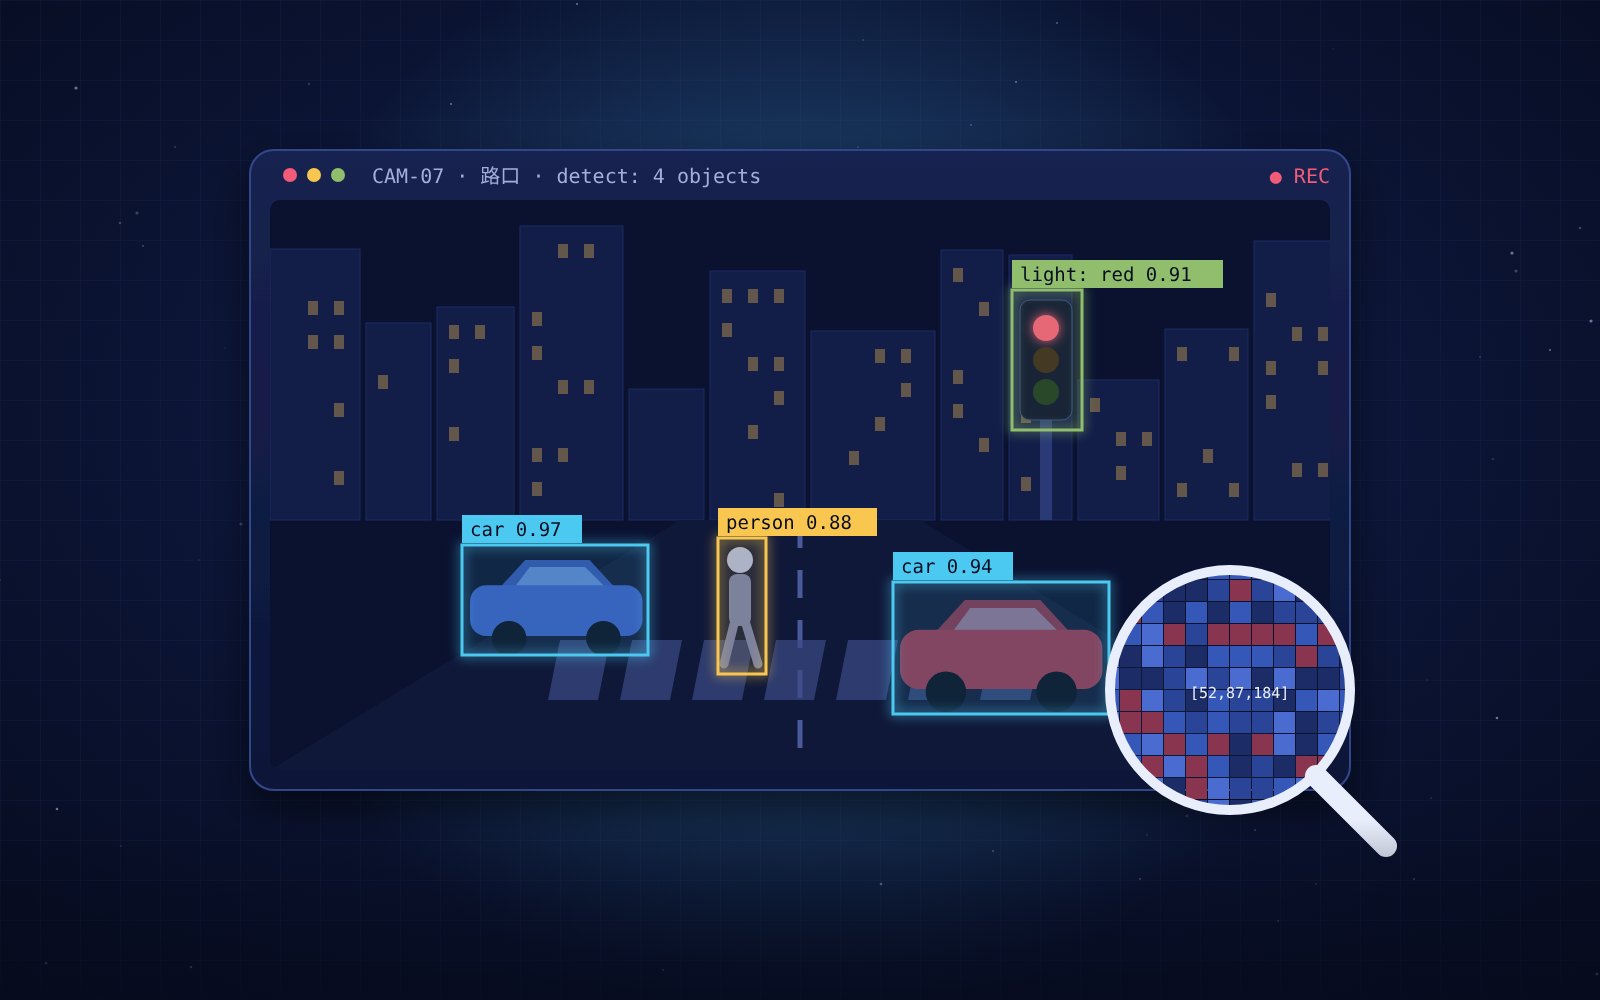 CAM-07 · 路口 · detect: 4 objects
● REC
light: red 0.91
person 0.88
car 0.97
car 0.94
[52,87,184]